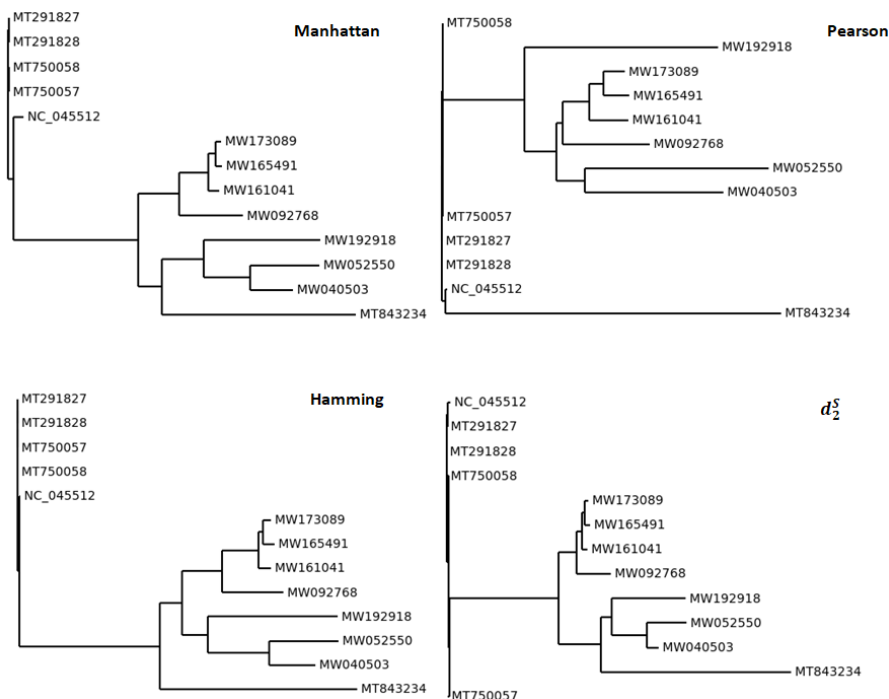 Manhattan
MT291827
MT291828
MT750058
MT750057
NC_045512
MW173089
MW165491
MW161041
MW092768
MW192918
MW052550
MW040503
MT843234
Pearson
MT750058
MW192918
MW173089
MW165491
MW161041
MW092768
MW052550
MW040503
MT750057
MT291827
MT291828
NC_045512
MT843234
Hamming
MT291827
MT291828
MT750057
MT750058
NC_045512
MW173089
MW165491
MW161041
MW092768
MW192918
MW052550
MW040503
MT843234
d₂ˢ
NC_045512
MT291827
MT291828
MT750058
MW173089
MW165491
MW161041
MW092768
MW192918
MW052550
MW040503
MT843234
MT750057